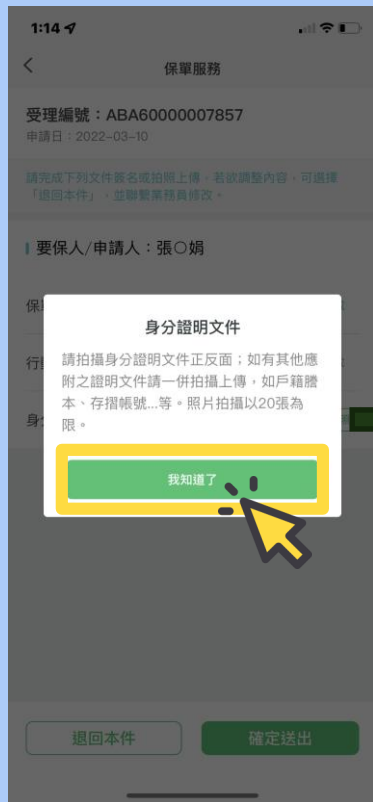 1:14
保單服務
受理編號：ABA60000007857
申請日：2022-03-10
請完成下列文件簽名或拍照上傳，若欲調整內容，可選擇
「退回本件」，並聯繫業務員修改。
要保人/申請人：張○娟
保
行
身
身分證明文件
請拍攝身分證明文件正反面；如有其他應
附之證明文件請一併拍攝上傳，如戶籍謄
本、存摺帳號...等。照片拍攝以20張為
限。
我知道了
退回本件
確定送出